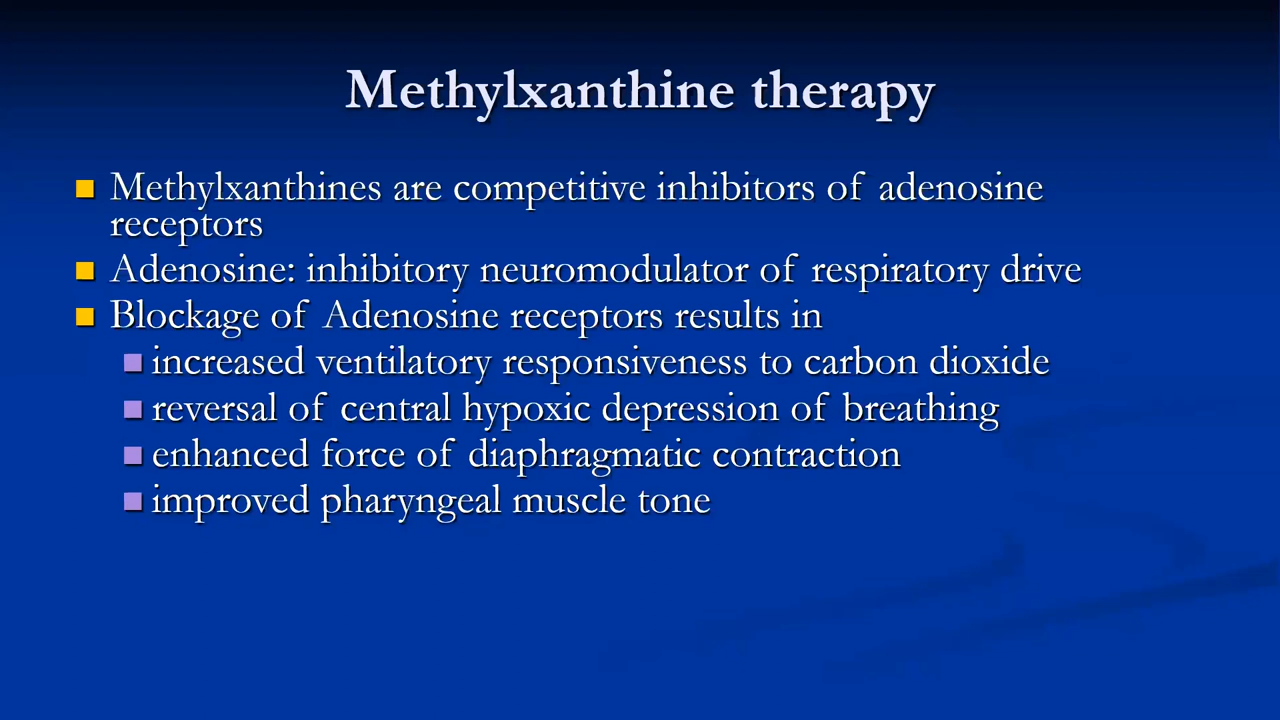 Methylxanthine therapy
Methylxanthines are competitive inhibitors of adenosine
receptors
Adenosine: inhibitory neuromodulator of respiratory drive
Blockage of Adenosine receptors results in
increased ventilatory responsiveness to carbon dioxide
reversal of central hypoxic depression of breathing
enhanced force of diaphragmatic contraction
improved pharyngeal muscle tone